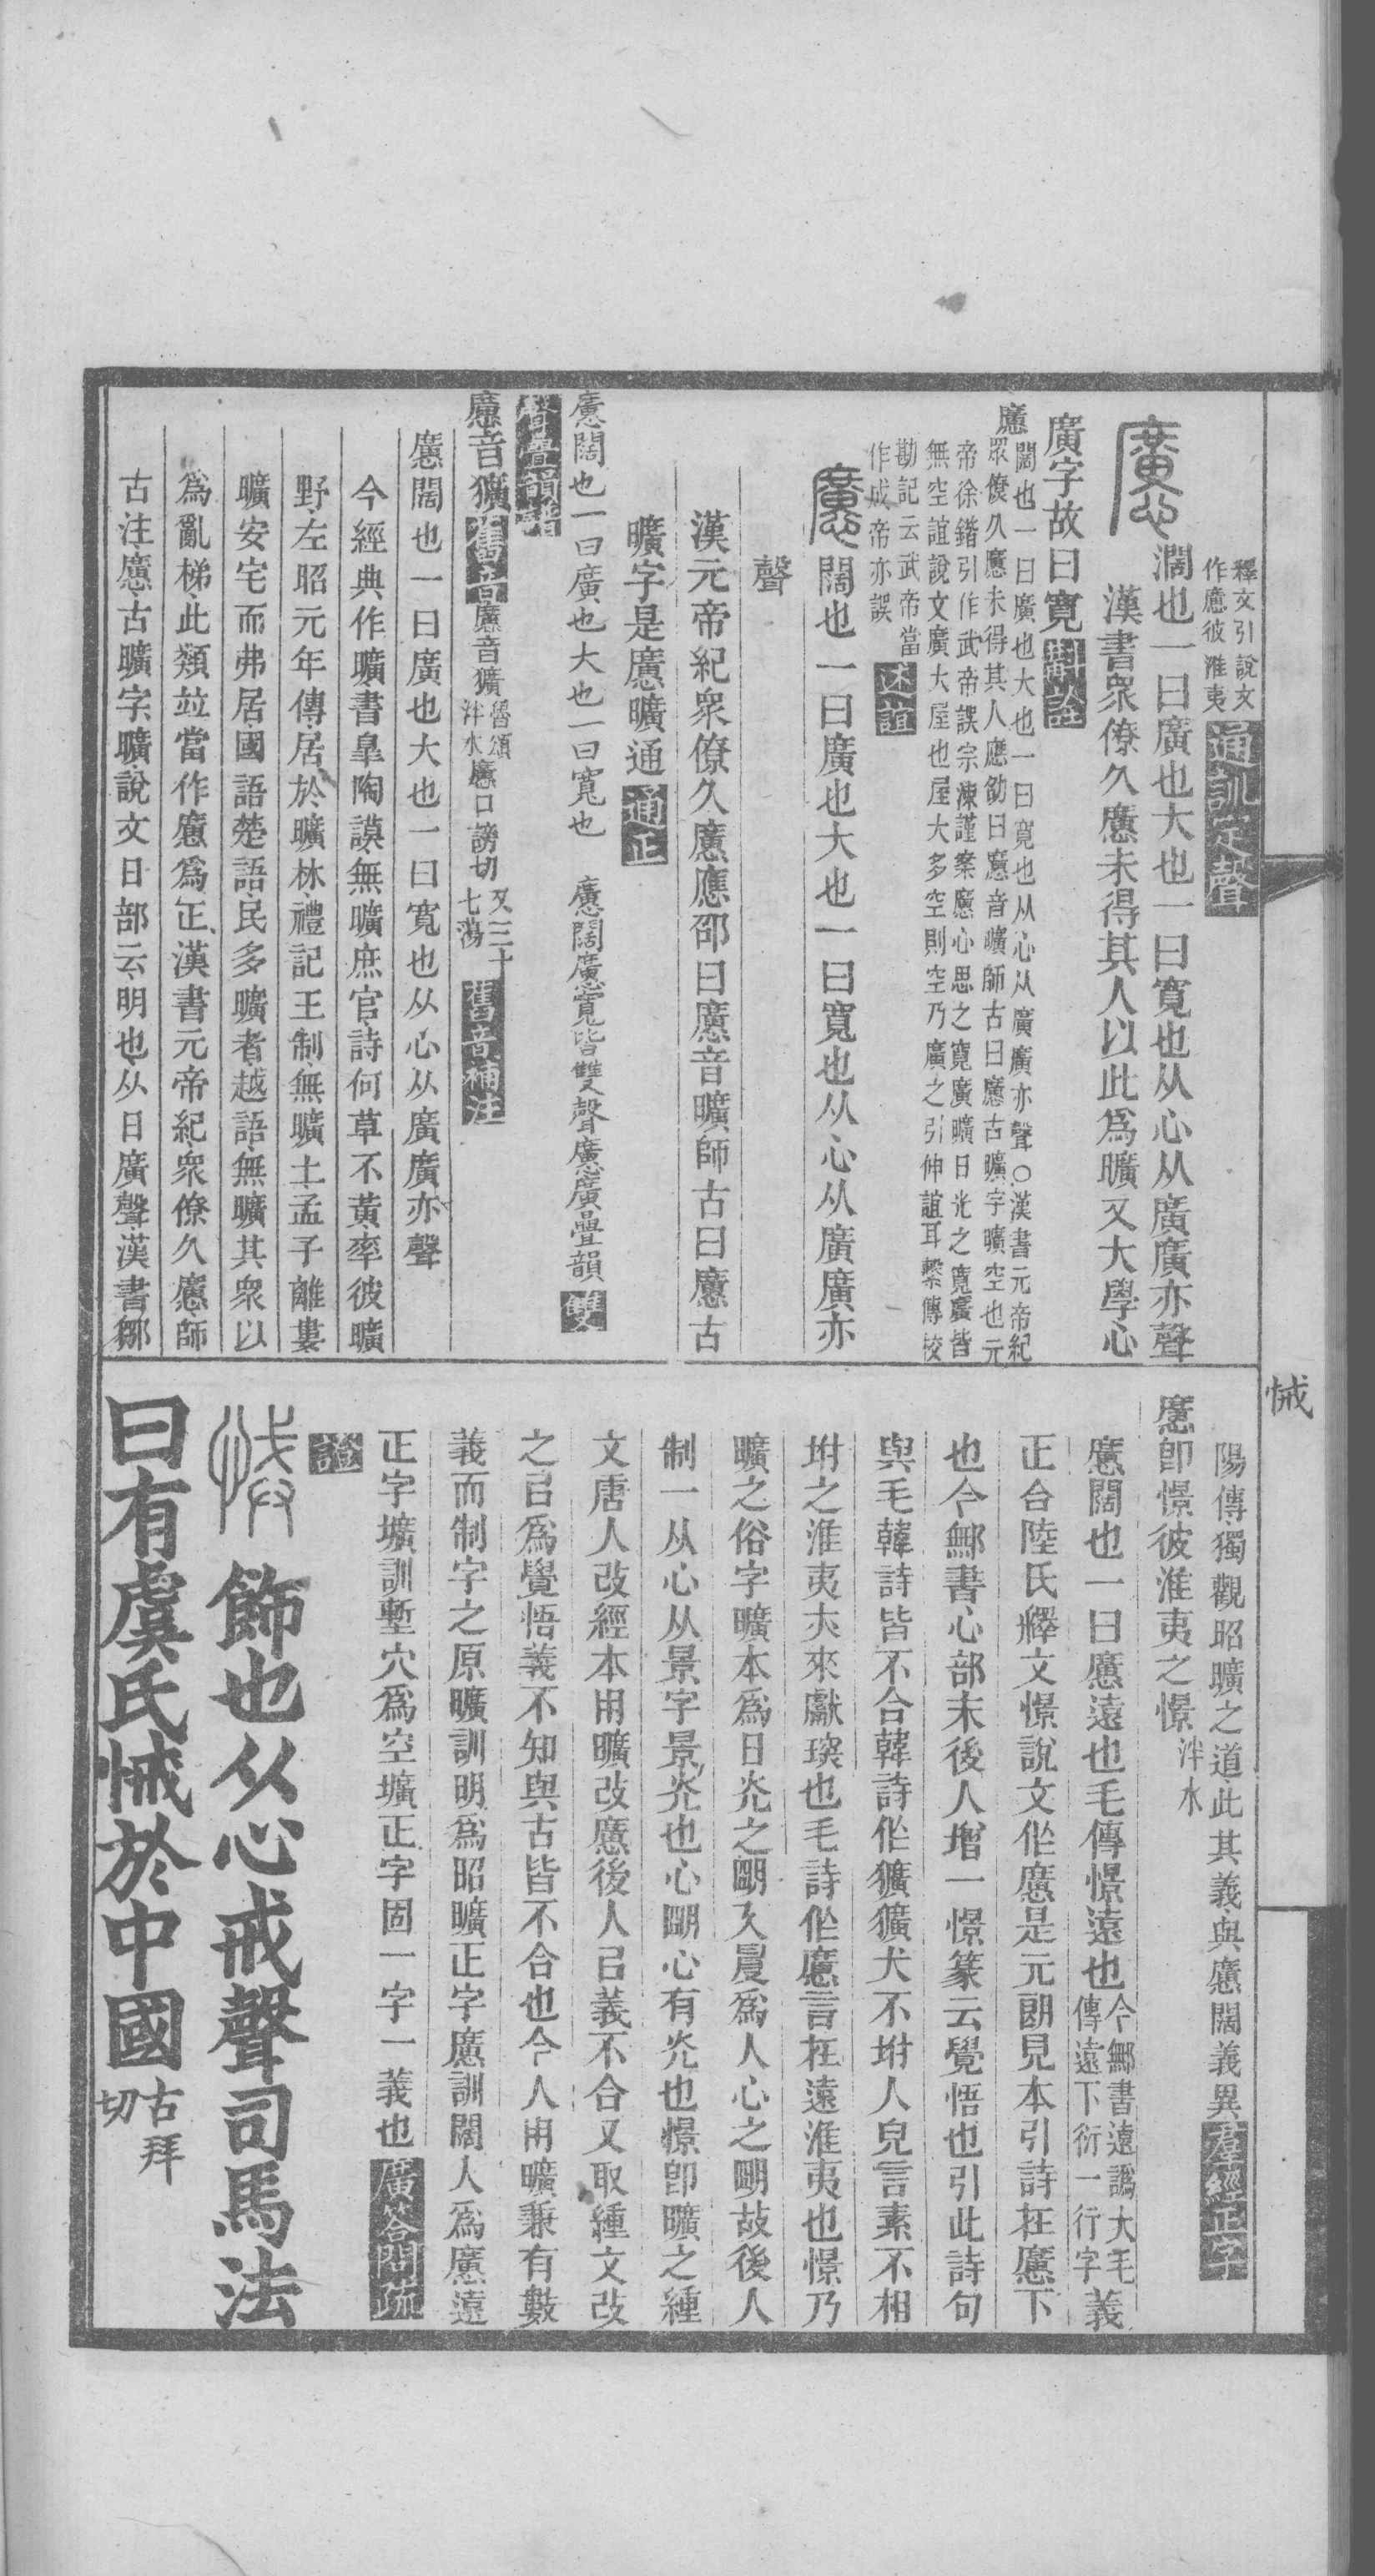 釋文引說文
作懬彼淮夷
通訓定聲
濶也一曰廣也大也一曰寬也从心从廣廣亦聲
漢書眾僚久懬未得其人以此爲曠又大學心
廣字故曰寬斠詮
懬闊也一曰廣也大也一曰寬也从心从廣廣亦聲○漢書元帝紀
眾僚久懬未得其人應劭曰懬音曠師古曰懬古曠字曠空也元
帝徐鍇引作武帝誤宗涑謹案懬心思之寬廣曠日光之寬廣皆
無空誼說文廣大屋也屋大多空則空乃廣之引伸誼耳繫傳校
勘記云武帝當
作成帝亦誤
述誼
懬闊也一曰廣也大也一曰寬也从心从廣廣亦
聲
漢元帝紀眾僚久懬應邵曰懬音曠師古曰懬古
曠字是懬曠通通正
懬闊也一曰廣也大也一曰寬也 懬闊廣寬皆雙聲懬廣疊韻雙
聲疊韻譜
懬音獷舊音懬音獷魯頌
泮水懬口謗切又三十
七蕩舊音補注
懬闊也一曰廣也大也一曰寬也从心从廣廣亦聲
今經典作曠書皐陶謨無曠庶官詩何草不黃率彼曠
野左昭元年傳居於曠林禮記王制無曠土孟子離婁
曠安宅而弗居國語楚語民多曠者越語無曠其眾以
爲亂梯此類竝當作懬爲正漢書元帝紀眾僚久懬師
古注懬古曠字曠說文日部云明也从日廣聲漢書鄒
懴
陽傳獨觀昭曠之道此其義與懬闊義異羣經正字
懬卽憬彼淮夷之憬泮水
懬闊也一曰懬遠也毛傳憬遠也今鄦書遠譌大毛
傳遠下衍一行字義
正合陸氏釋文憬說文作懬是元朗見本引詩在懬下
也今鄦書心部末後人增一憬篆云覺悟也引此詩句
與毛韓詩皆不合韓詩作獷獷犬不坿人皃言素不相
坿之淮夷夫來獻琛也毛詩作懬言在遠淮夷也憬乃
曠之俗字曠本爲日光之朙又㬅爲人心之朙故後人
制一从心从景字景光也心朙心有光也憬卽曠之緟
文唐人改經本用曠改懬後人㠯義不合又取緟文改
之㠯爲覺悟義不知與古皆不合也今人用曠兼有數
義而制字之原曠訓明爲昭曠正字懬訓闊人爲懬遠
正字壙訓塹穴爲空壙正字固一字一義也廣答問疏
證
飾也从心戒聲司馬法
曰有虞氏悈於中國古拜
切